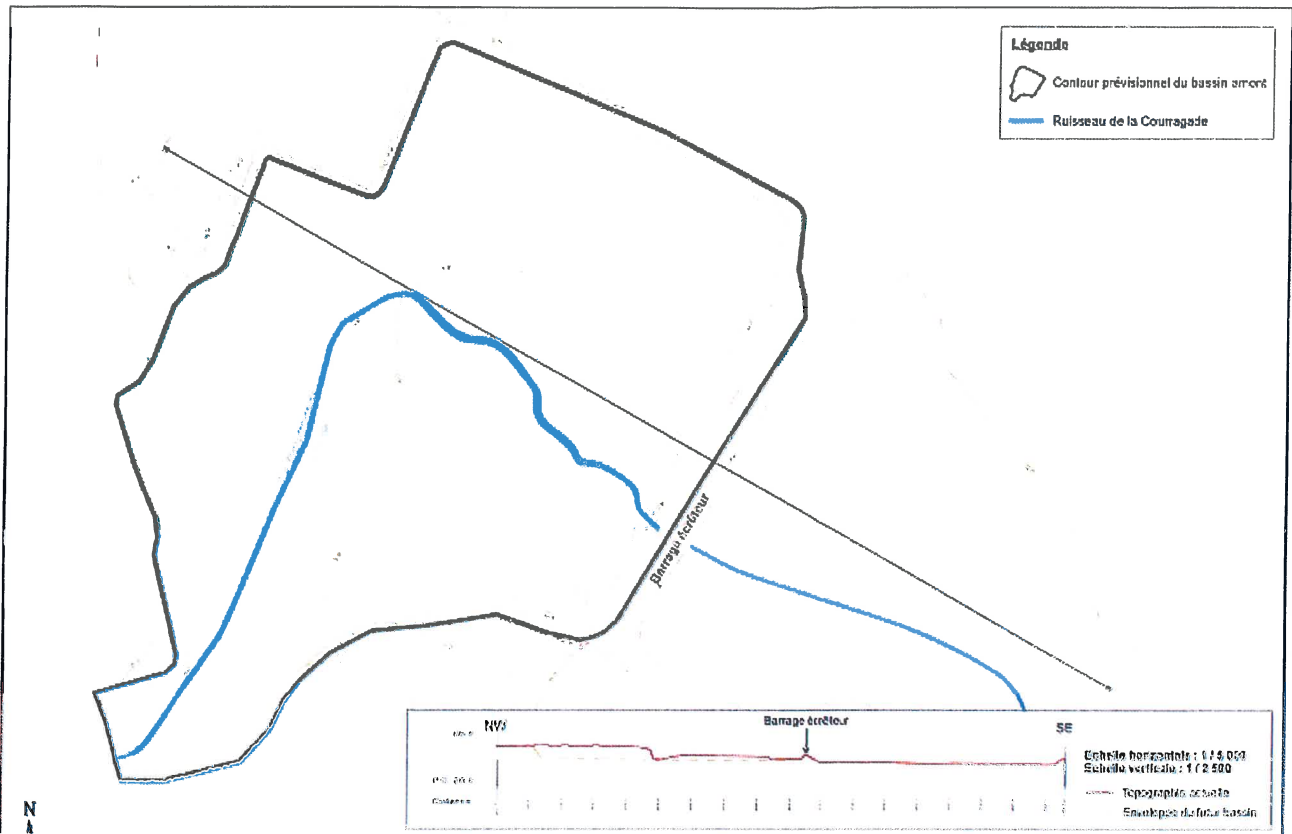 Légende
Contour prévisionnel du bassin amont
Ruisseau de la Courragade
Barrage écrêteur
NW
Barrage écrêteur
SE
Echelle horizontale : 1 / 5 000
Echelle verticale : 1 / 2 500
Topographie actuelle
Enveloppe du futur bassin
N